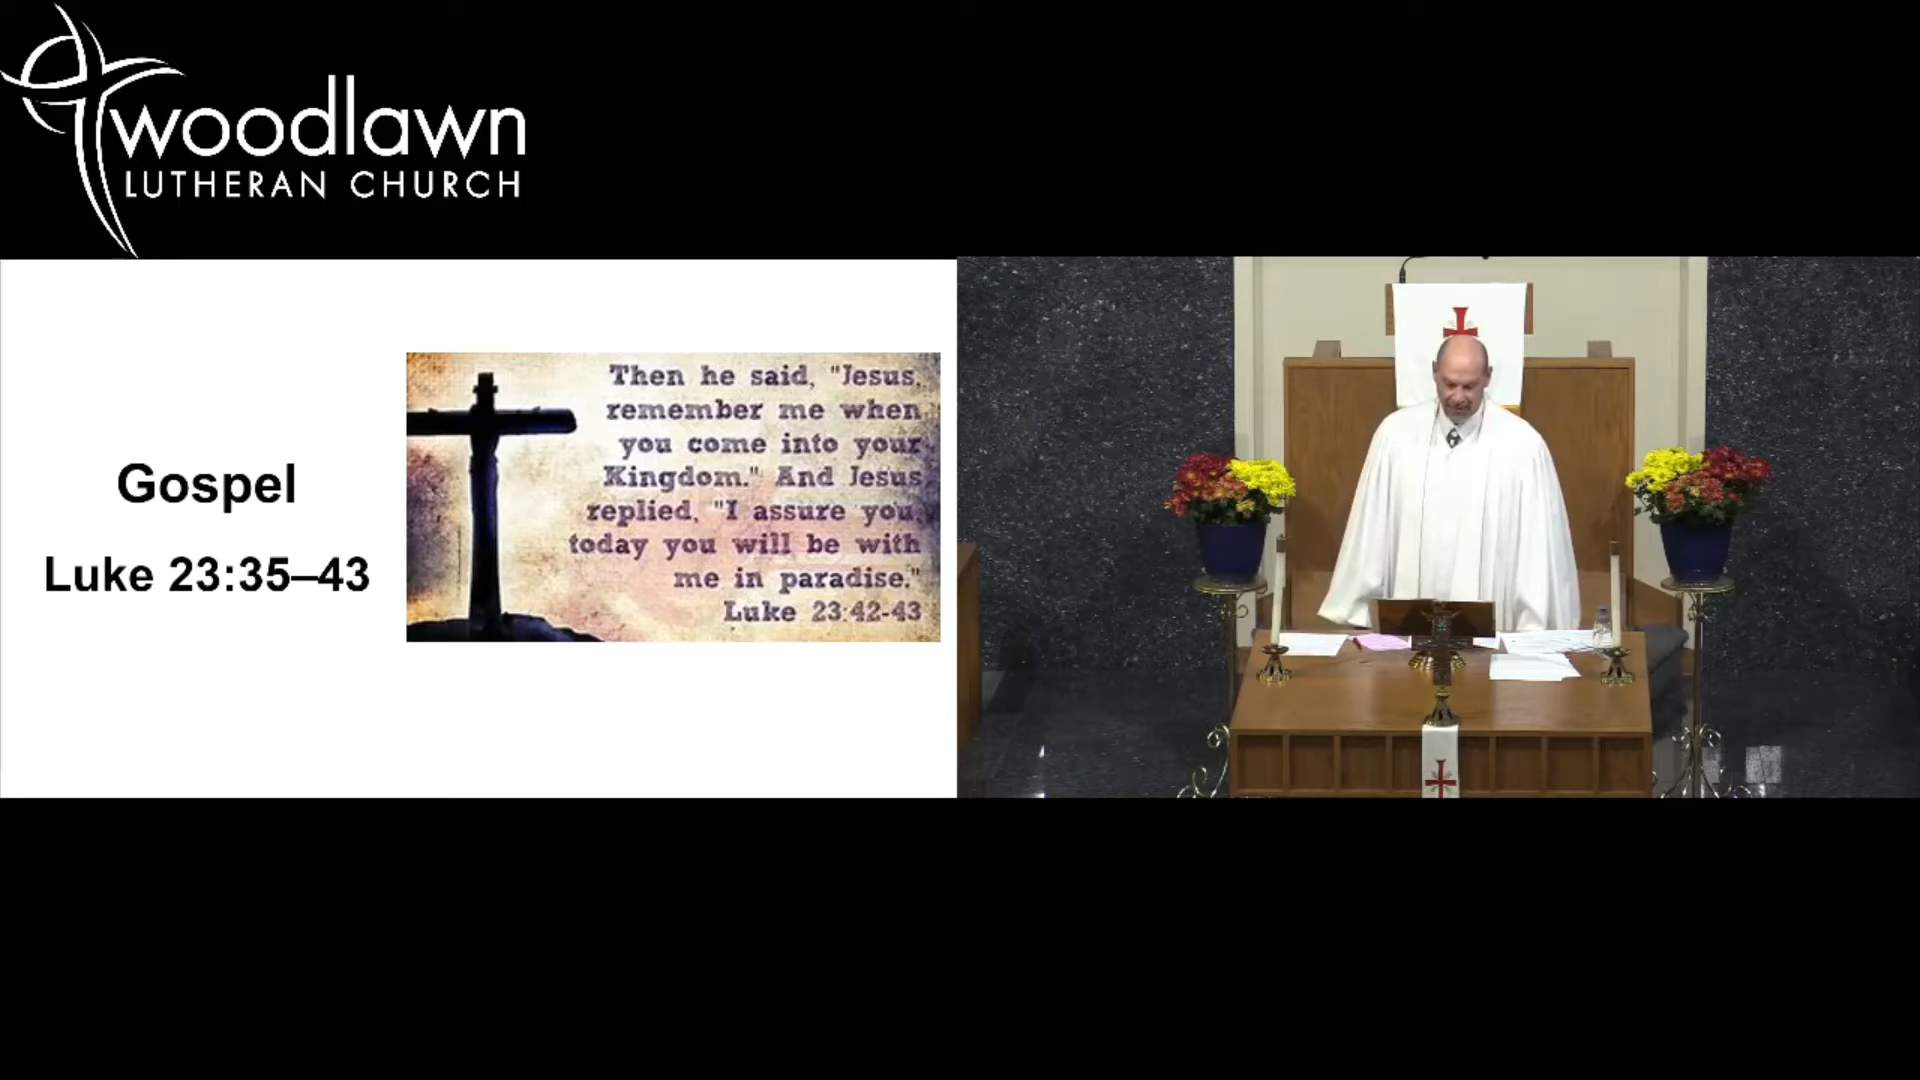 woodlawn
LUTHERAN CHURCH
Gospel
Luke 23:35–43
Then he said, "Jesus,
remember me when
you come into your
Kingdom." And Jesus
replied, "I assure you,
today you will be with
me in paradise."
Luke 23:42-43